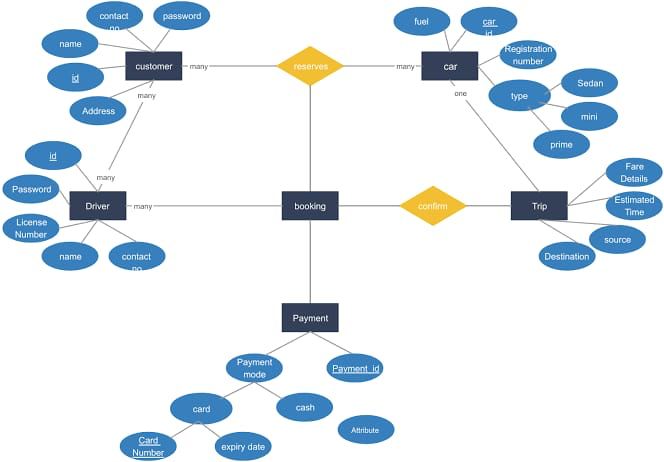 contact
no
password
fuel
car
id
name
Registration
number
customer
many
reserves
many
car
id
one
type
Sedan
many
Address
mini
prime
id
many
Fare
Details
Password
Driver
many
booking
confirm
Trip
Estimated
Time
License
Number
source
name
contact
no
Destination
Payment
Payment
mode
Payment_id
card
cash
Attribute
Card
Number
expiry date